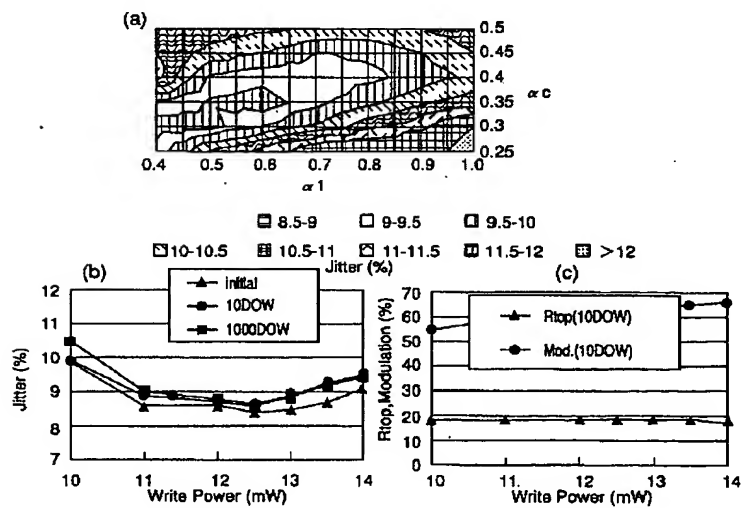 (a)
0.5
0.45
0.4
αc
0.35
0.3
0.25
0.4 0.5 0.6 0.7 0.8 0.9 1.0
α1
8.5-9 9-9.5 9.5-10
10-10.5 10.5-11 11-11.5 11.5-12 >12
Jitter (%)
(b)
initial
10DOW
1000DOW
12
11
10
9
8
7
Jitter (%)
10 11 12 13 14
Write Power (mW)
(c)
Rtop(10DOW)
Mod.(10DOW)
70
60
50
40
30
20
10
0
Rtop,Modulation (%)
10 11. 12 13 14
Write Power (mW)